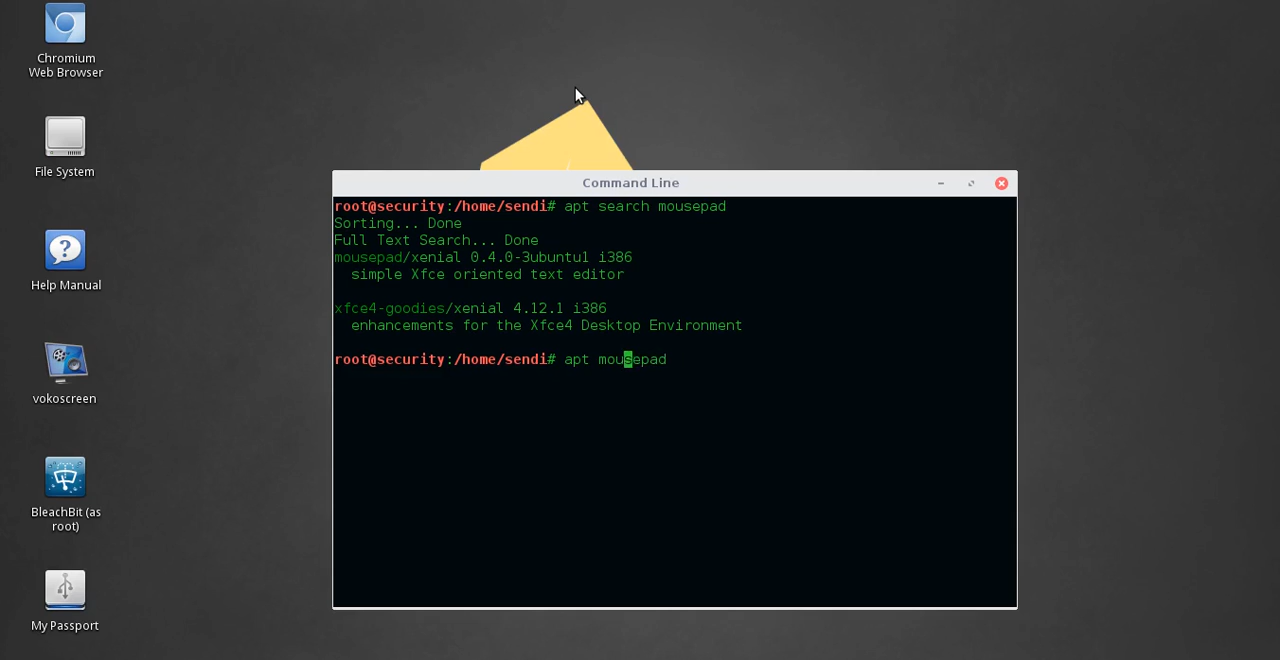 Chromium
Web Browser
File System
Help Manual
vokoscreen
BleachBit (as
root)
My Passport
Command Line
root@security:/home/sendi# apt search mousepad
Sorting... Done
Full Text Search... Done
mousepad/xenial 0.4.0-3ubuntu1 i386
  simple Xfce oriented text editor
xfce4-goodies/xenial 4.12.1 i386
  enhancements for the Xfce4 Desktop Environment
root@security:/home/sendi# apt mousepad